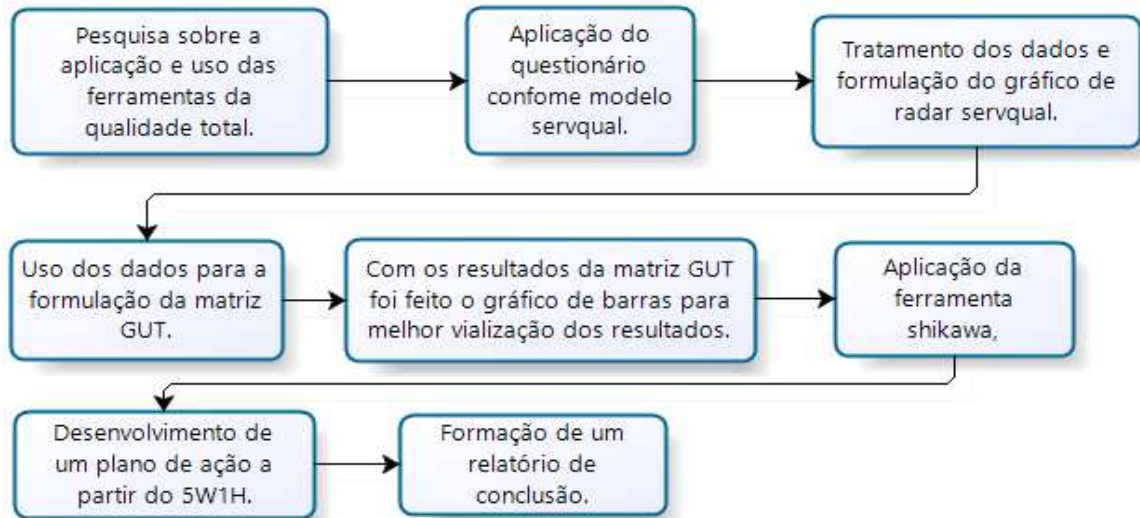 Pesquisa sobre a
aplicação e uso das
ferramentas da
qualidade total.
Aplicação do
questionário
confome modelo
servqual.
Tratamento dos dados e
formulação do gráfico de
radar servqual.
Uso dos dados para a
formulação da matriz
GUT.
Com os resultados da matriz GUT
foi feito o gráfico de barras para
melhor vialização dos resultados.
Aplicação da
ferramenta
shikawa,
Desenvolvimento de
um plano de ação a
partir do 5W1H.
Formação de um
relatório de
conclusão.